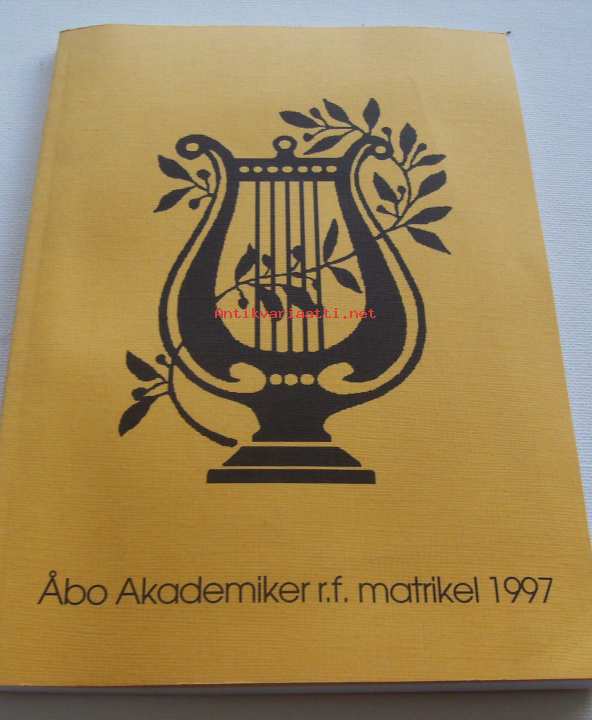 Antikvariaatti.net
Åbo Akademiker r.f. matrikel 1997